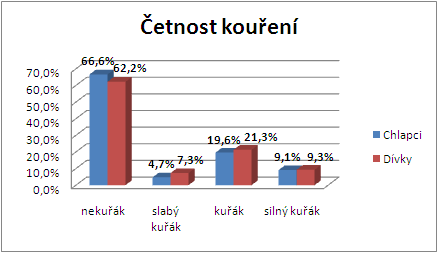 Četnost kouření
66,6%
62,2%
4,7%
7,3%
19,6%
21,3%
9,1%
9,3%
70,0%
60,0%
50,0%
40,0%
30,0%
20,0%
10,0%
0,0%
nekuřák
slabý
kuřák
kuřák
silný kuřák
Chlapci
Dívky